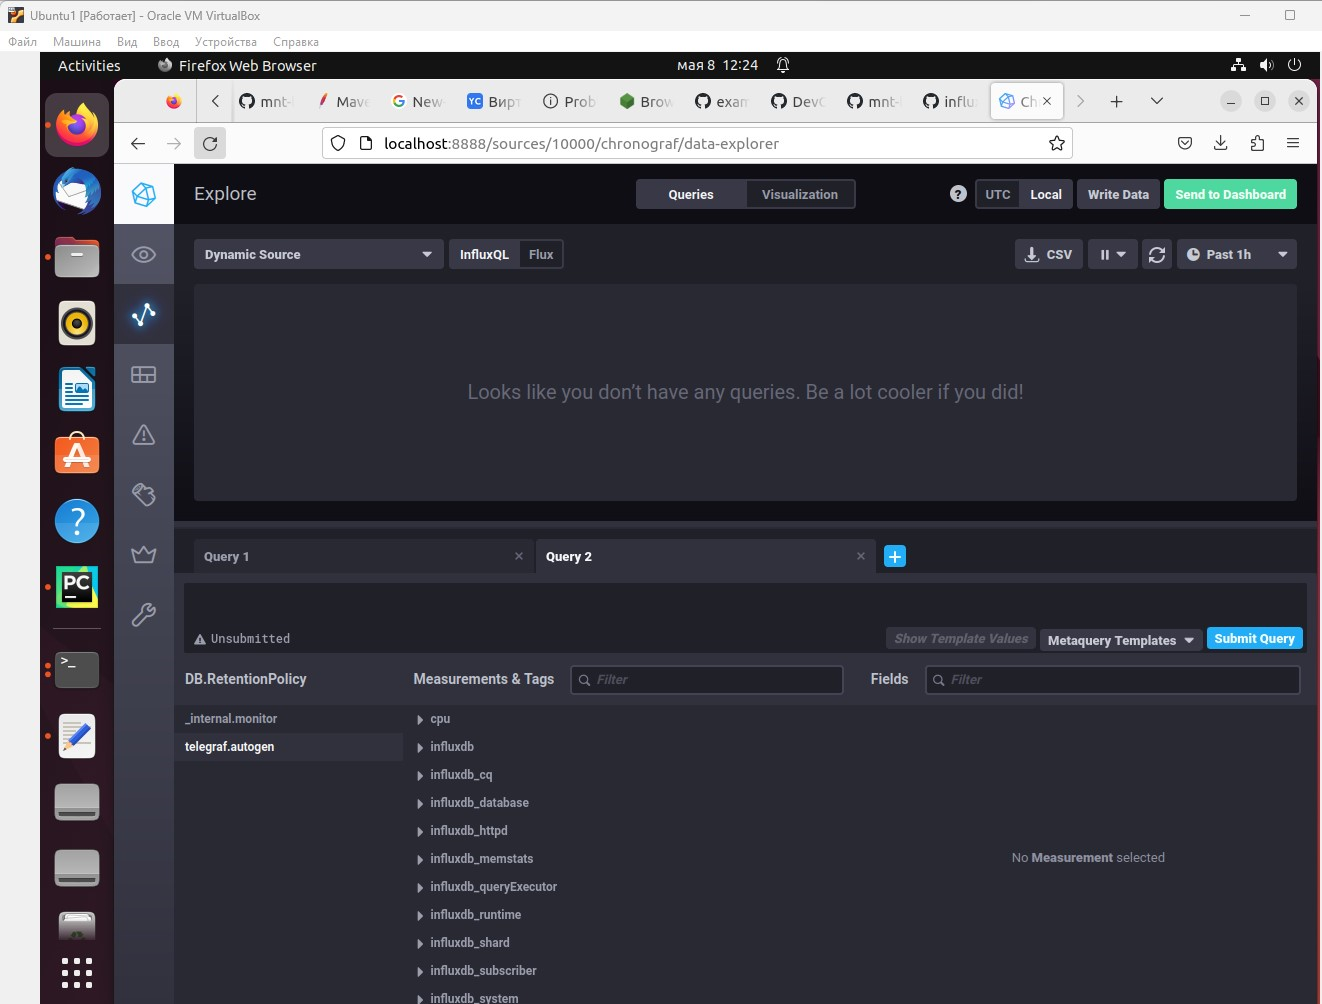 Ubuntu1 [Работает] - Oracle VM VirtualBox
Файл Машина Вид Ввод Устройства Справка
Activities Firefox Web Browser мая 8 12:24
mnt- Mave New- YC Вирт Prob Brow exam DevO mnt- influ Ch
localhost:8888/sources/10000/chronograf/data-explorer
Explore Queries Visualization ? UTC Local Write Data Send to Dashboard
Dynamic Source InfluxQL Flux CSV Past 1h
Looks like you don’t have any queries. Be a lot cooler if you did!
Query 1 Query 2
PC
Unsubmitted Show Template Values Metaquery Templates Submit Query
DB.RetentionPolicy Measurements & Tags Filter Fields Filter
_internal.monitor
telegraf.autogen
cpu
influxdb
influxdb_cq
influxdb_database
influxdb_httpd
influxdb_memstats
No Measurement selected
influxdb_queryExecutor
influxdb_runtime
influxdb_shard
influxdb_subscriber
influxdb_system